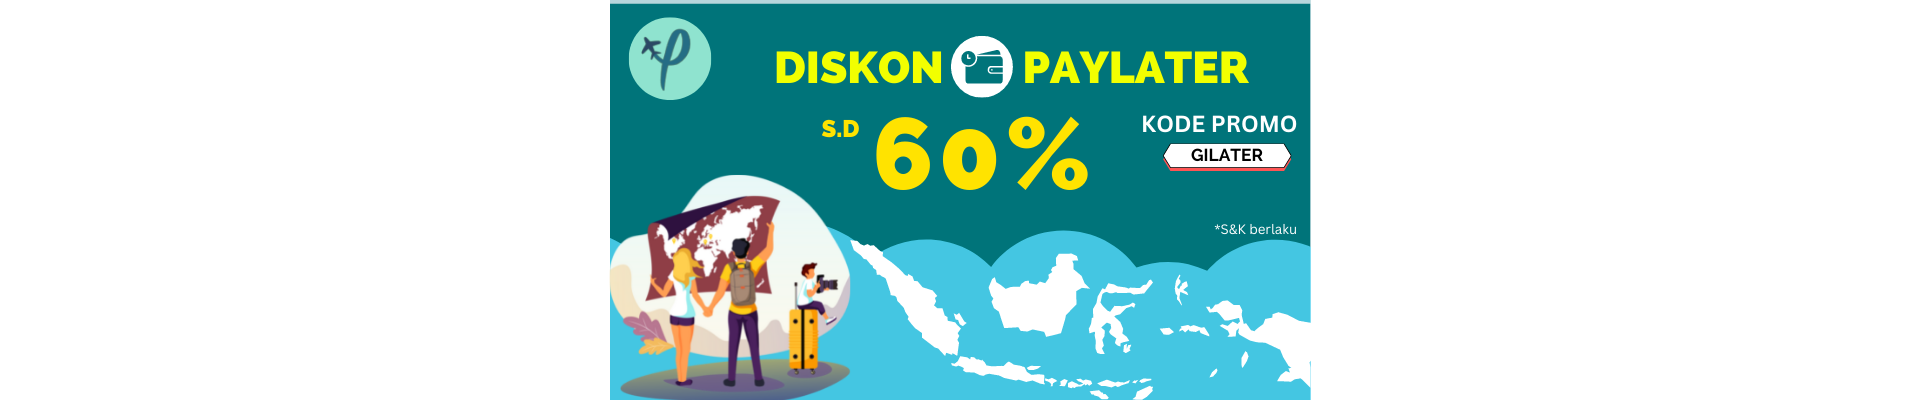 DISKON PAYLATER
S.D 60%
KODE PROMO
GILATER
*S&K berlaku